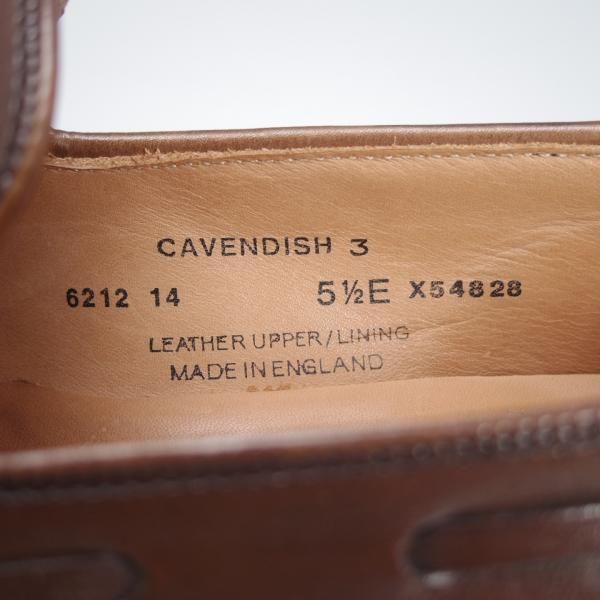 CAVENDISH 3
6212 14 5½E X54828
LEATHER UPPER/LINING
MADE IN ENGLAND